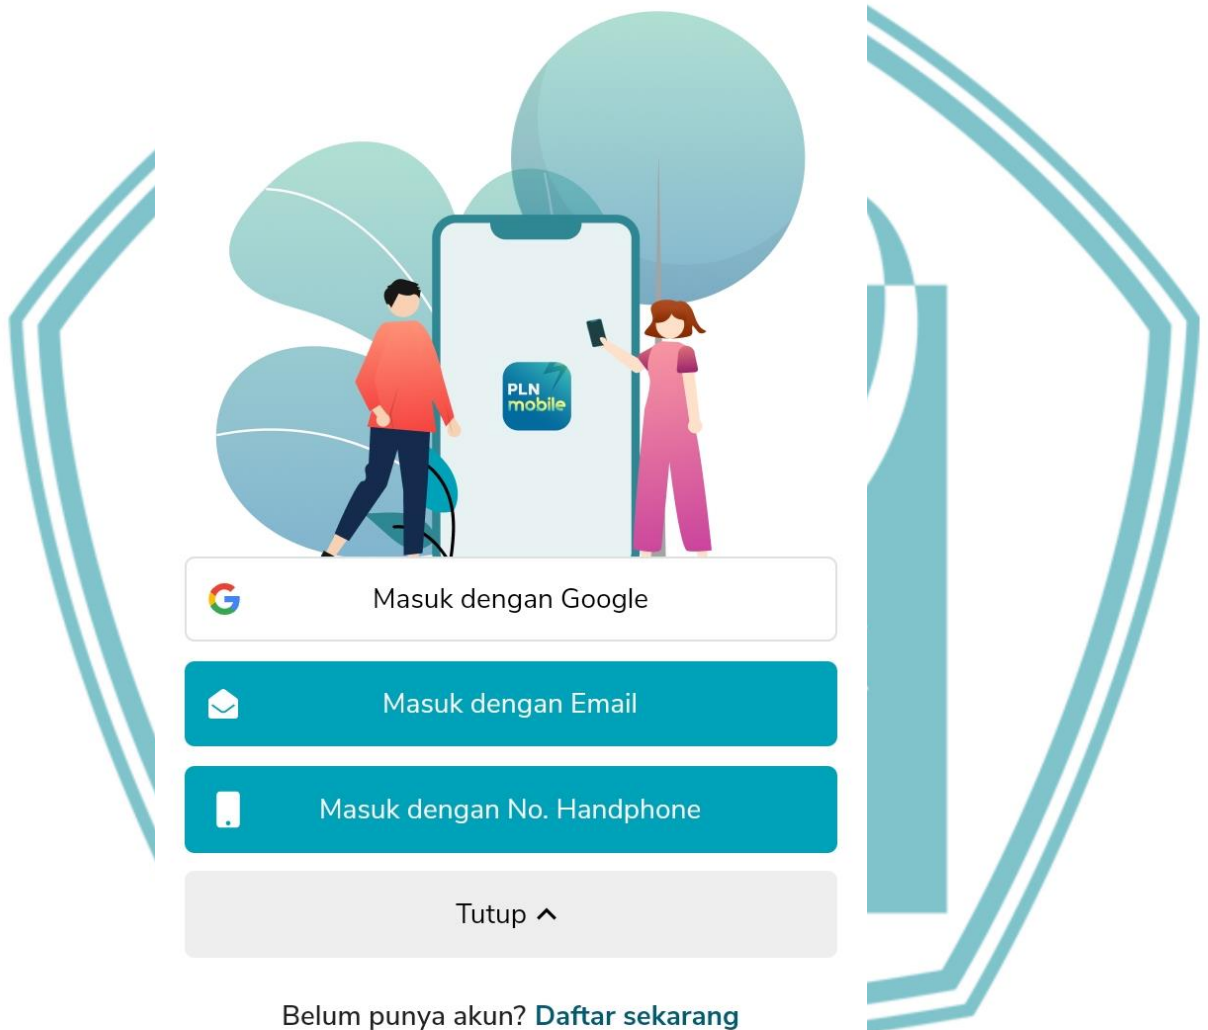 PLN
mobile
Masuk dengan Google
Masuk dengan Email
Masuk dengan No. Handphone
Tutup
Belum punya akun? Daftar sekarang